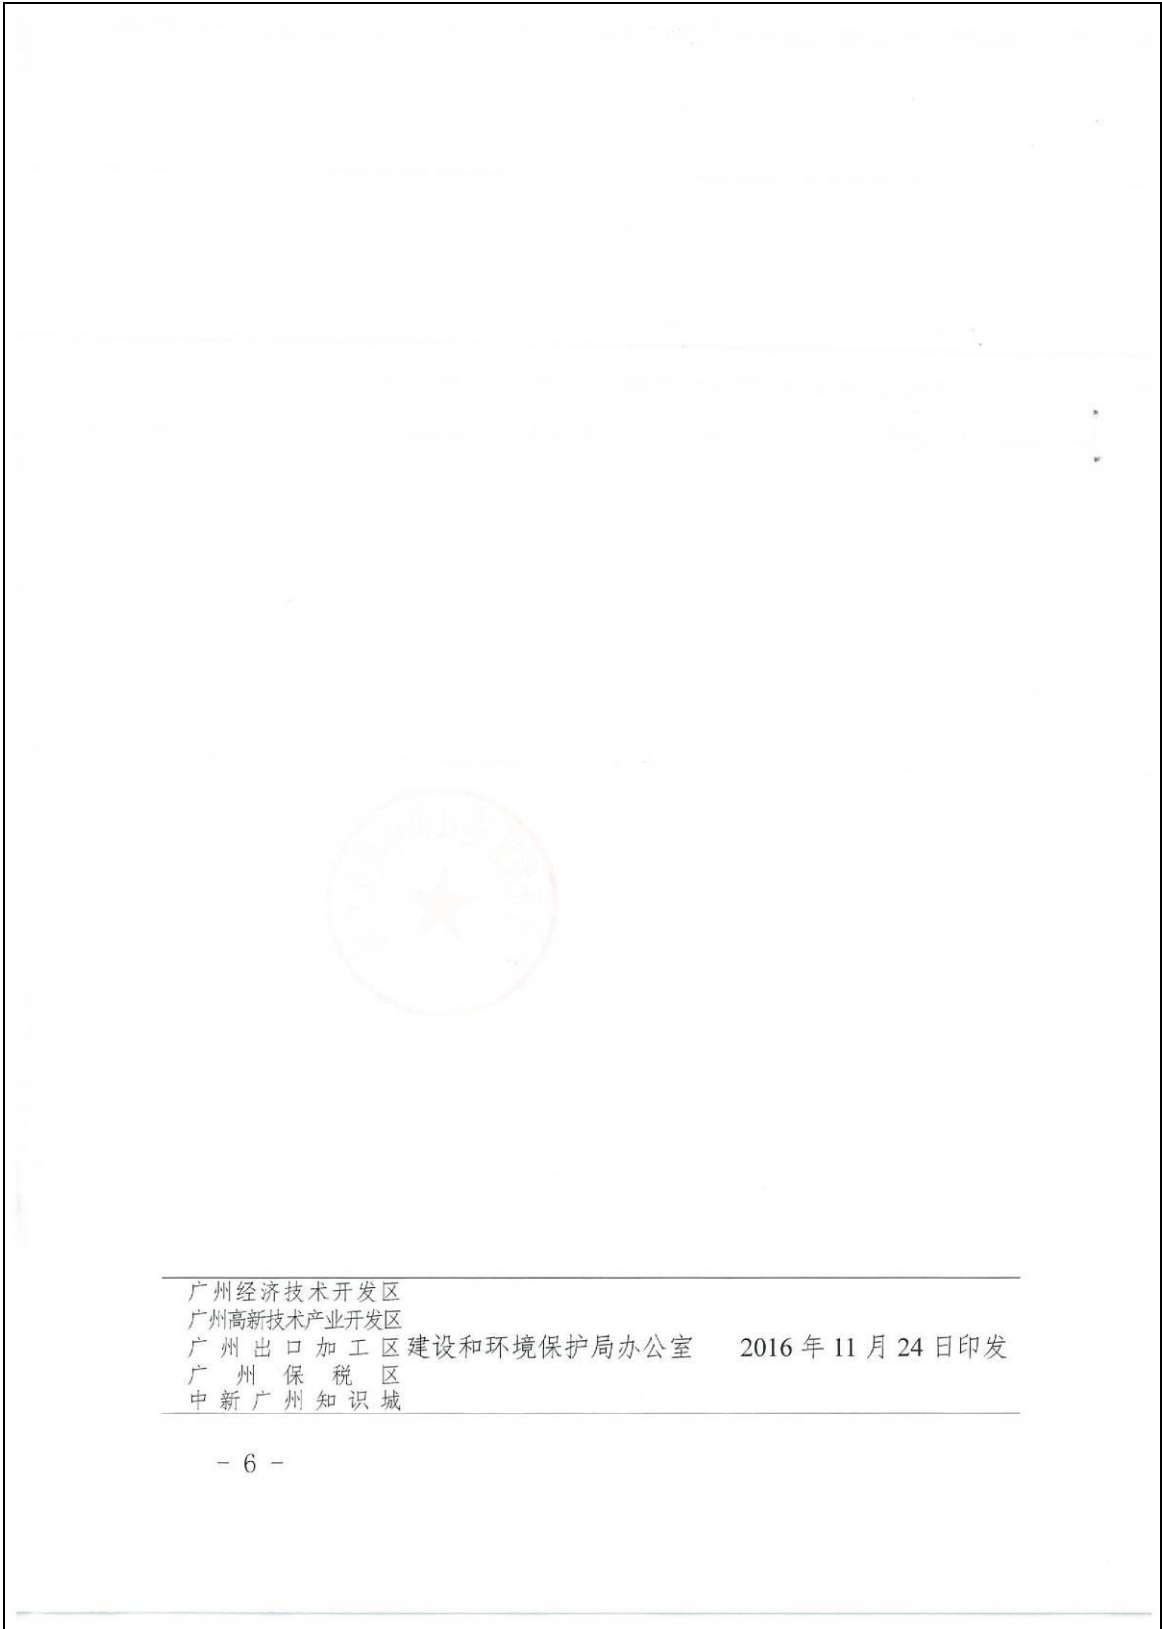 广州经济技术开发区
广州高新技术产业开发区
广州出口加工区建设和环境保护局办公室 2016年11月24日印发
广州保税区
中新广州知识城
- 6 -